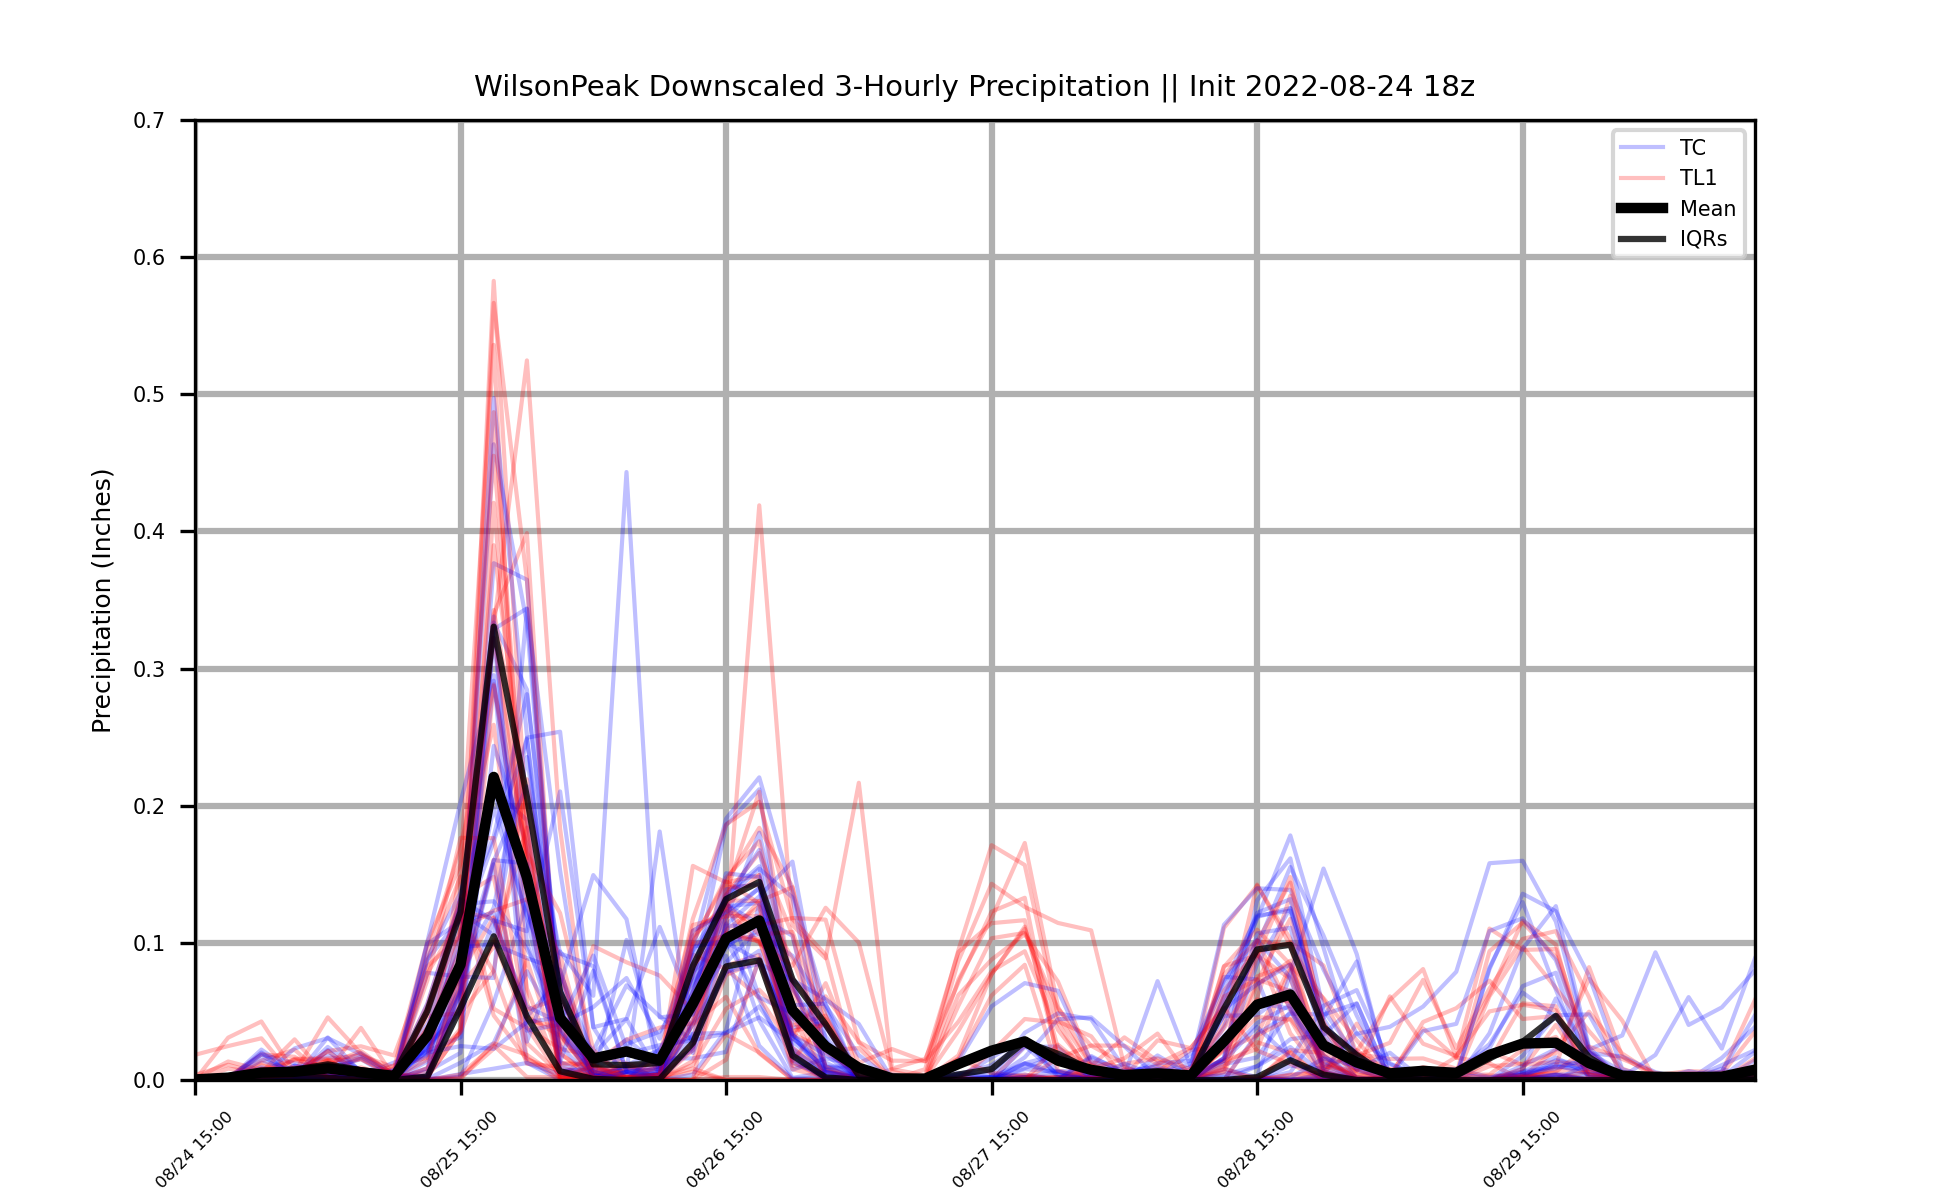 WilsonPeak Downscaled 3-Hourly Precipitation || Init 2022-08-24 18z
TC
TL1
Mean
IQRs
Precipitation (Inches)
0.7
0.6
0.5
0.4
0.3
0.2
0.1
0.0
08/24 15:00
08/25 15:00
08/26 15:00
08/27 15:00
08/28 15:00
08/29 15:00